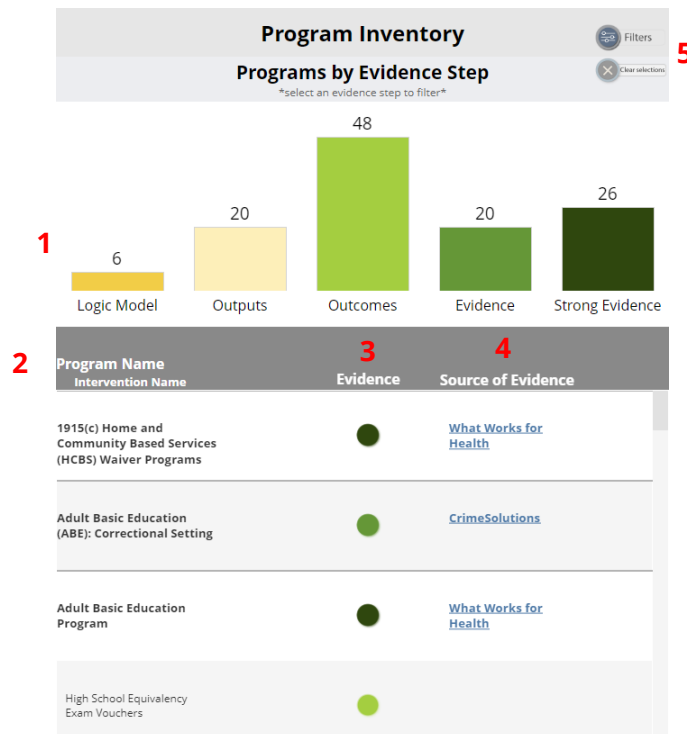 Program Inventory
Filters
5
Programs by Evidence Step
Clear selections
*select an evidence step to filter*
48
20
20
26
1
6
Logic Model
Outputs
Outcomes
Evidence
Strong Evidence
2
Program Name
Intervention Name
3
Evidence
4
Source of Evidence
1915(c) Home and
Community Based Services
(HCBS) Waiver Programs
What Works for
Health
Adult Basic Education
(ABE): Correctional Setting
CrimeSolutions
Adult Basic Education
Program
What Works for
Health
High School Equivalency
Exam Vouchers